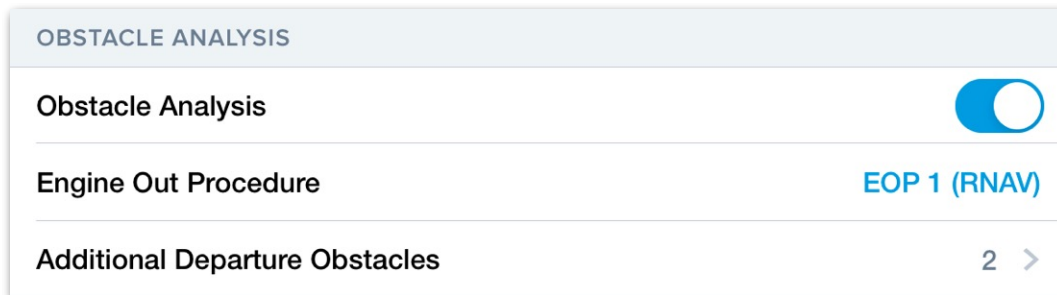 OBSTACLE ANALYSIS
Obstacle Analysis
Engine Out Procedure EOP 1 (RNAV)
Additional Departure Obstacles 2